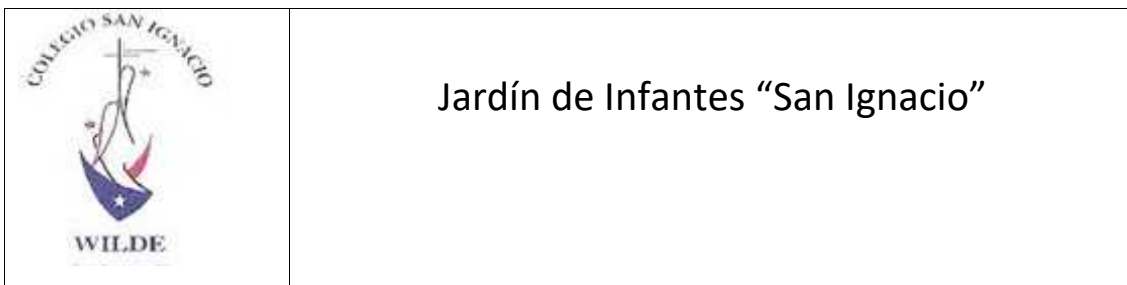 COLEGIO SAN IGNACIO
WILDE
Jardín de Infantes “San Ignacio”